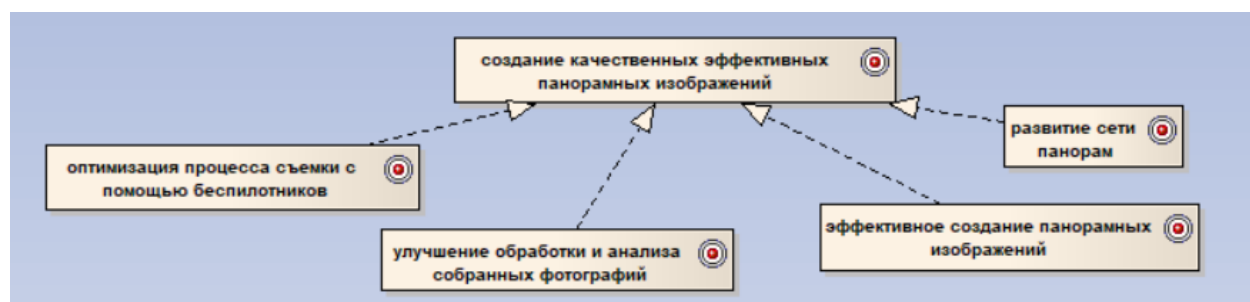 создание качественных эффективных
панорамных изображений
развитие сети
панорам
оптимизация процесса съемки с
помощью беспилотников
эффективное создание панорамных
изображений
улучшение обработки и анализа
собранных фотографий